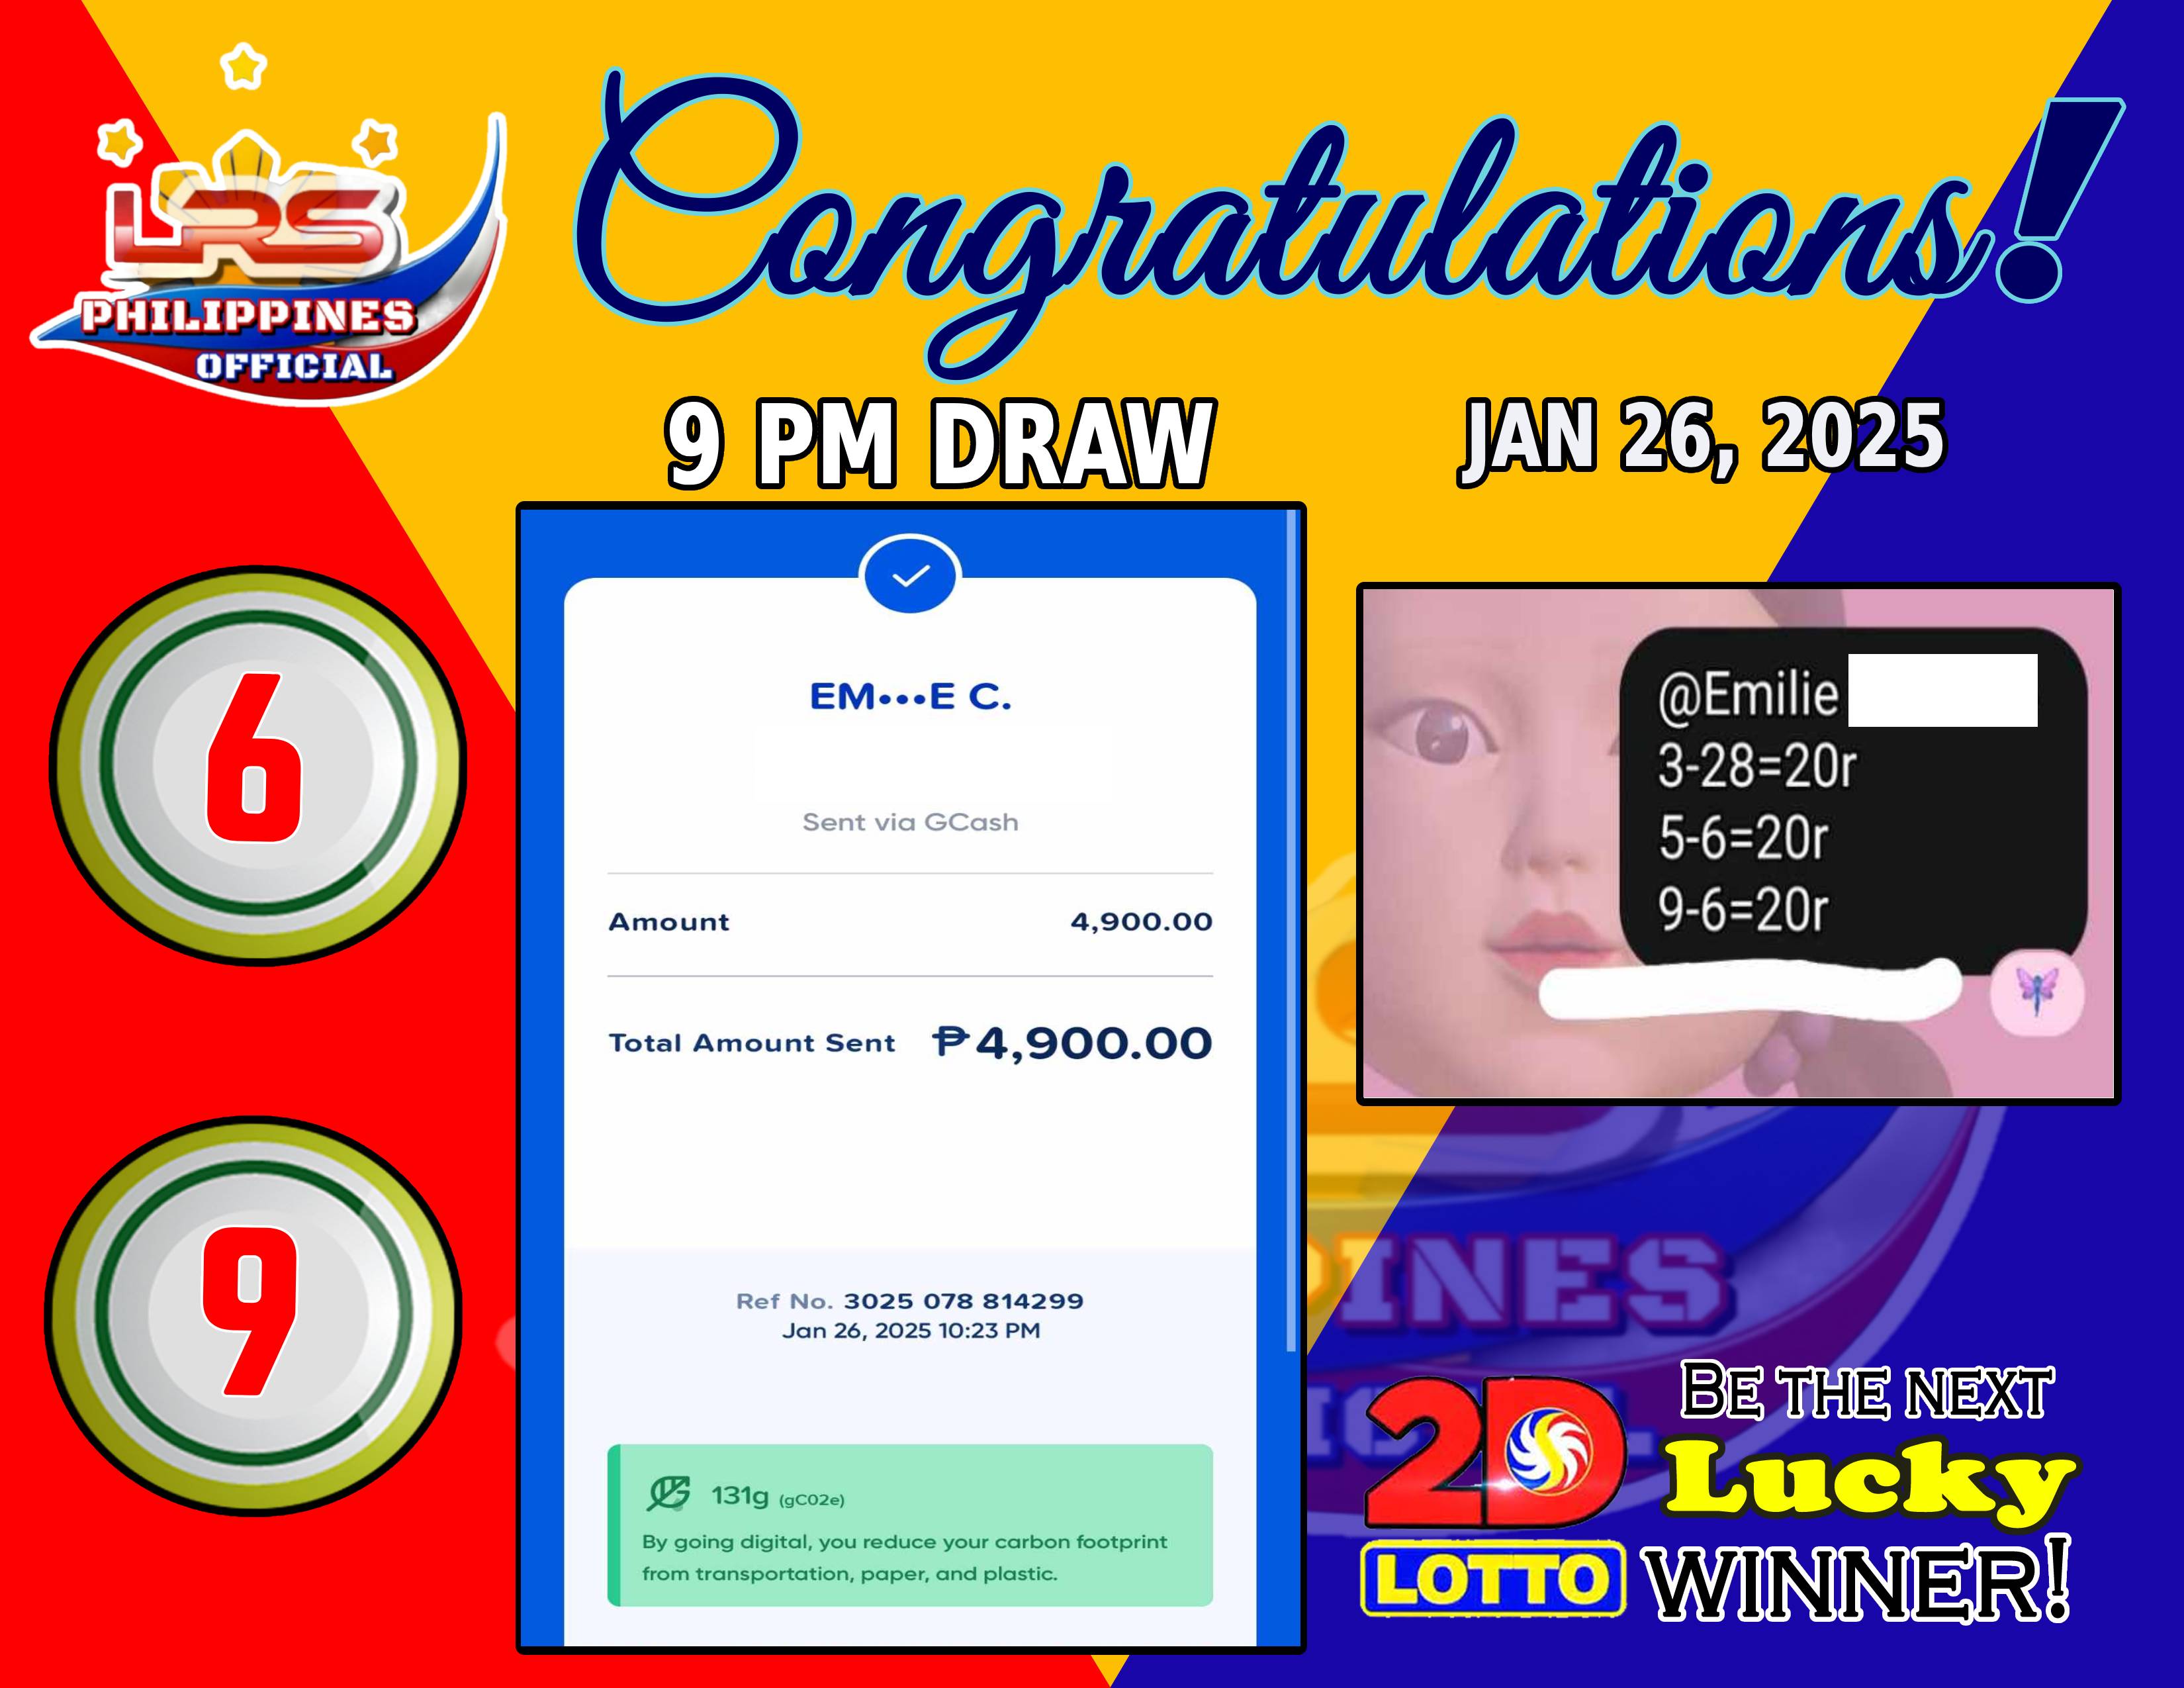 LRS
PHILIPPINES
OFFICIAL
Congratulations!
9 PM DRAW
JAN 26, 2025
6
9
EM•••E C.
Sent via GCash
Amount 4,900.00
Total Amount Sent ₱4,900.00
Ref No. 3025 078 814299
Jan 26, 2025 10:23 PM
131g (gC02e)
By going digital, you reduce your carbon footprint
from transportation, paper, and plastic.
@Emilie
3-28=20r
5-6=20r
9-6=20r
PINES
2D
LOTTO
BE THE NEXT
Lucky
WINNER!